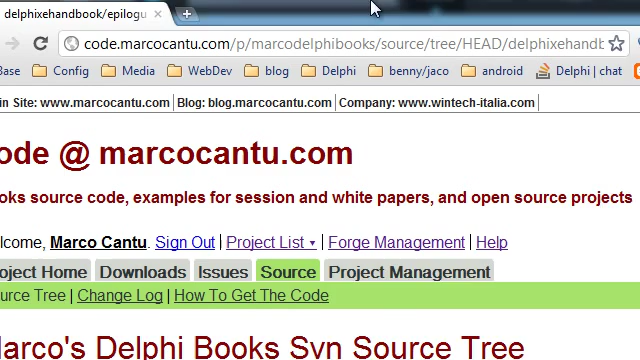 delphixehandbook/epilogu
code.marcocantu.com/p/marcodelphibooks/source/tree/HEAD/delphixehandb
Base Config Media WebDev blog Delphi benny/jaco android Delphi | chat
in Site: www.marcocantu.com | Blog: blog.marcocantu.com | Company: www.wintech-italia.com |
ode @ marcocantu.com
oks source code, examples for session and white papers, and open source projects
lcome, Marco Cantu. Sign Out | Project List ▾ | Forge Management | Help
oject Home Downloads Issues Source Project Management
urce Tree | Change Log | How To Get The Code
arco's Delphi Books Svn Source Tree